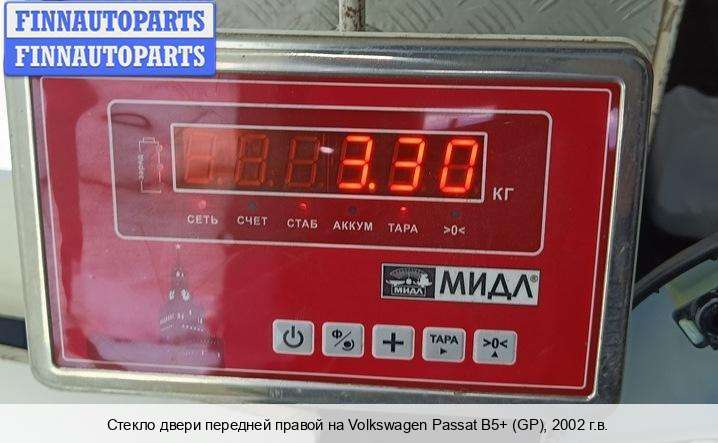 FINNAUTOPARTS
FINNAUTOPARTS
заряд
3.30
КГ
СЕТЬ СЧЕТ СТАБ АККУМ ТАРА >0<
МИДЛ МИДЛ®
Ф/ + ТАРА >0<
Стекло двери передней правой на Volkswagen Passat B5+ (GP), 2002 г.в.